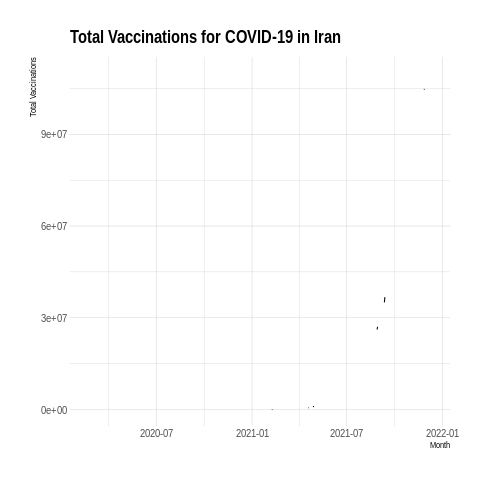 Total Vaccinations for COVID-19 in Iran
Total Vaccinations
9e+07
6e+07
3e+07
0e+00
2020-07 2021-01 2021-07 2022-01
Month